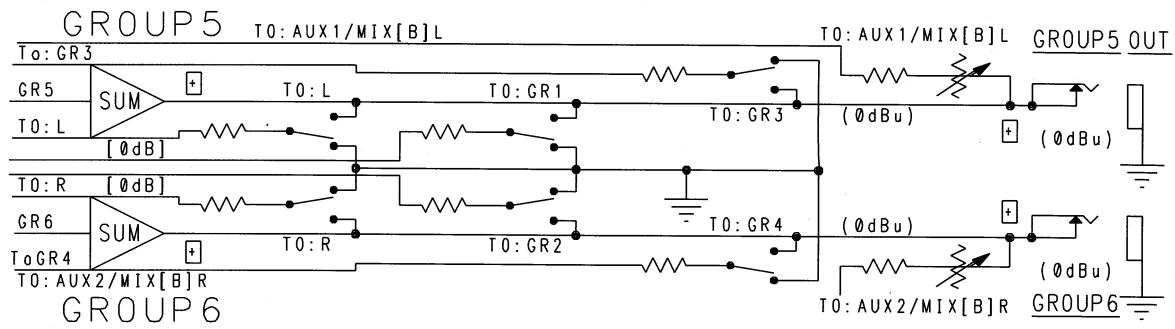 GROUP5
TO:AUX1/MIX[B]L
TO:AUX1/MIX[B]L
GROUP5 OUT
To:GR3
+
GR5
SUM
TO:L
TO:GR1
TO:GR3
(0dBu)
+
(0dBu)
TO:L
[0dB]
TO:R
[0dB]
GR6
SUM
+
TO:R
TO:GR2
TO:GR4
(0dBu)
+
(0dBu)
ToGR4
TO:AUX2/MIX[B]R
TO:AUX2/MIX[B]R
GROUP6
GROUP6